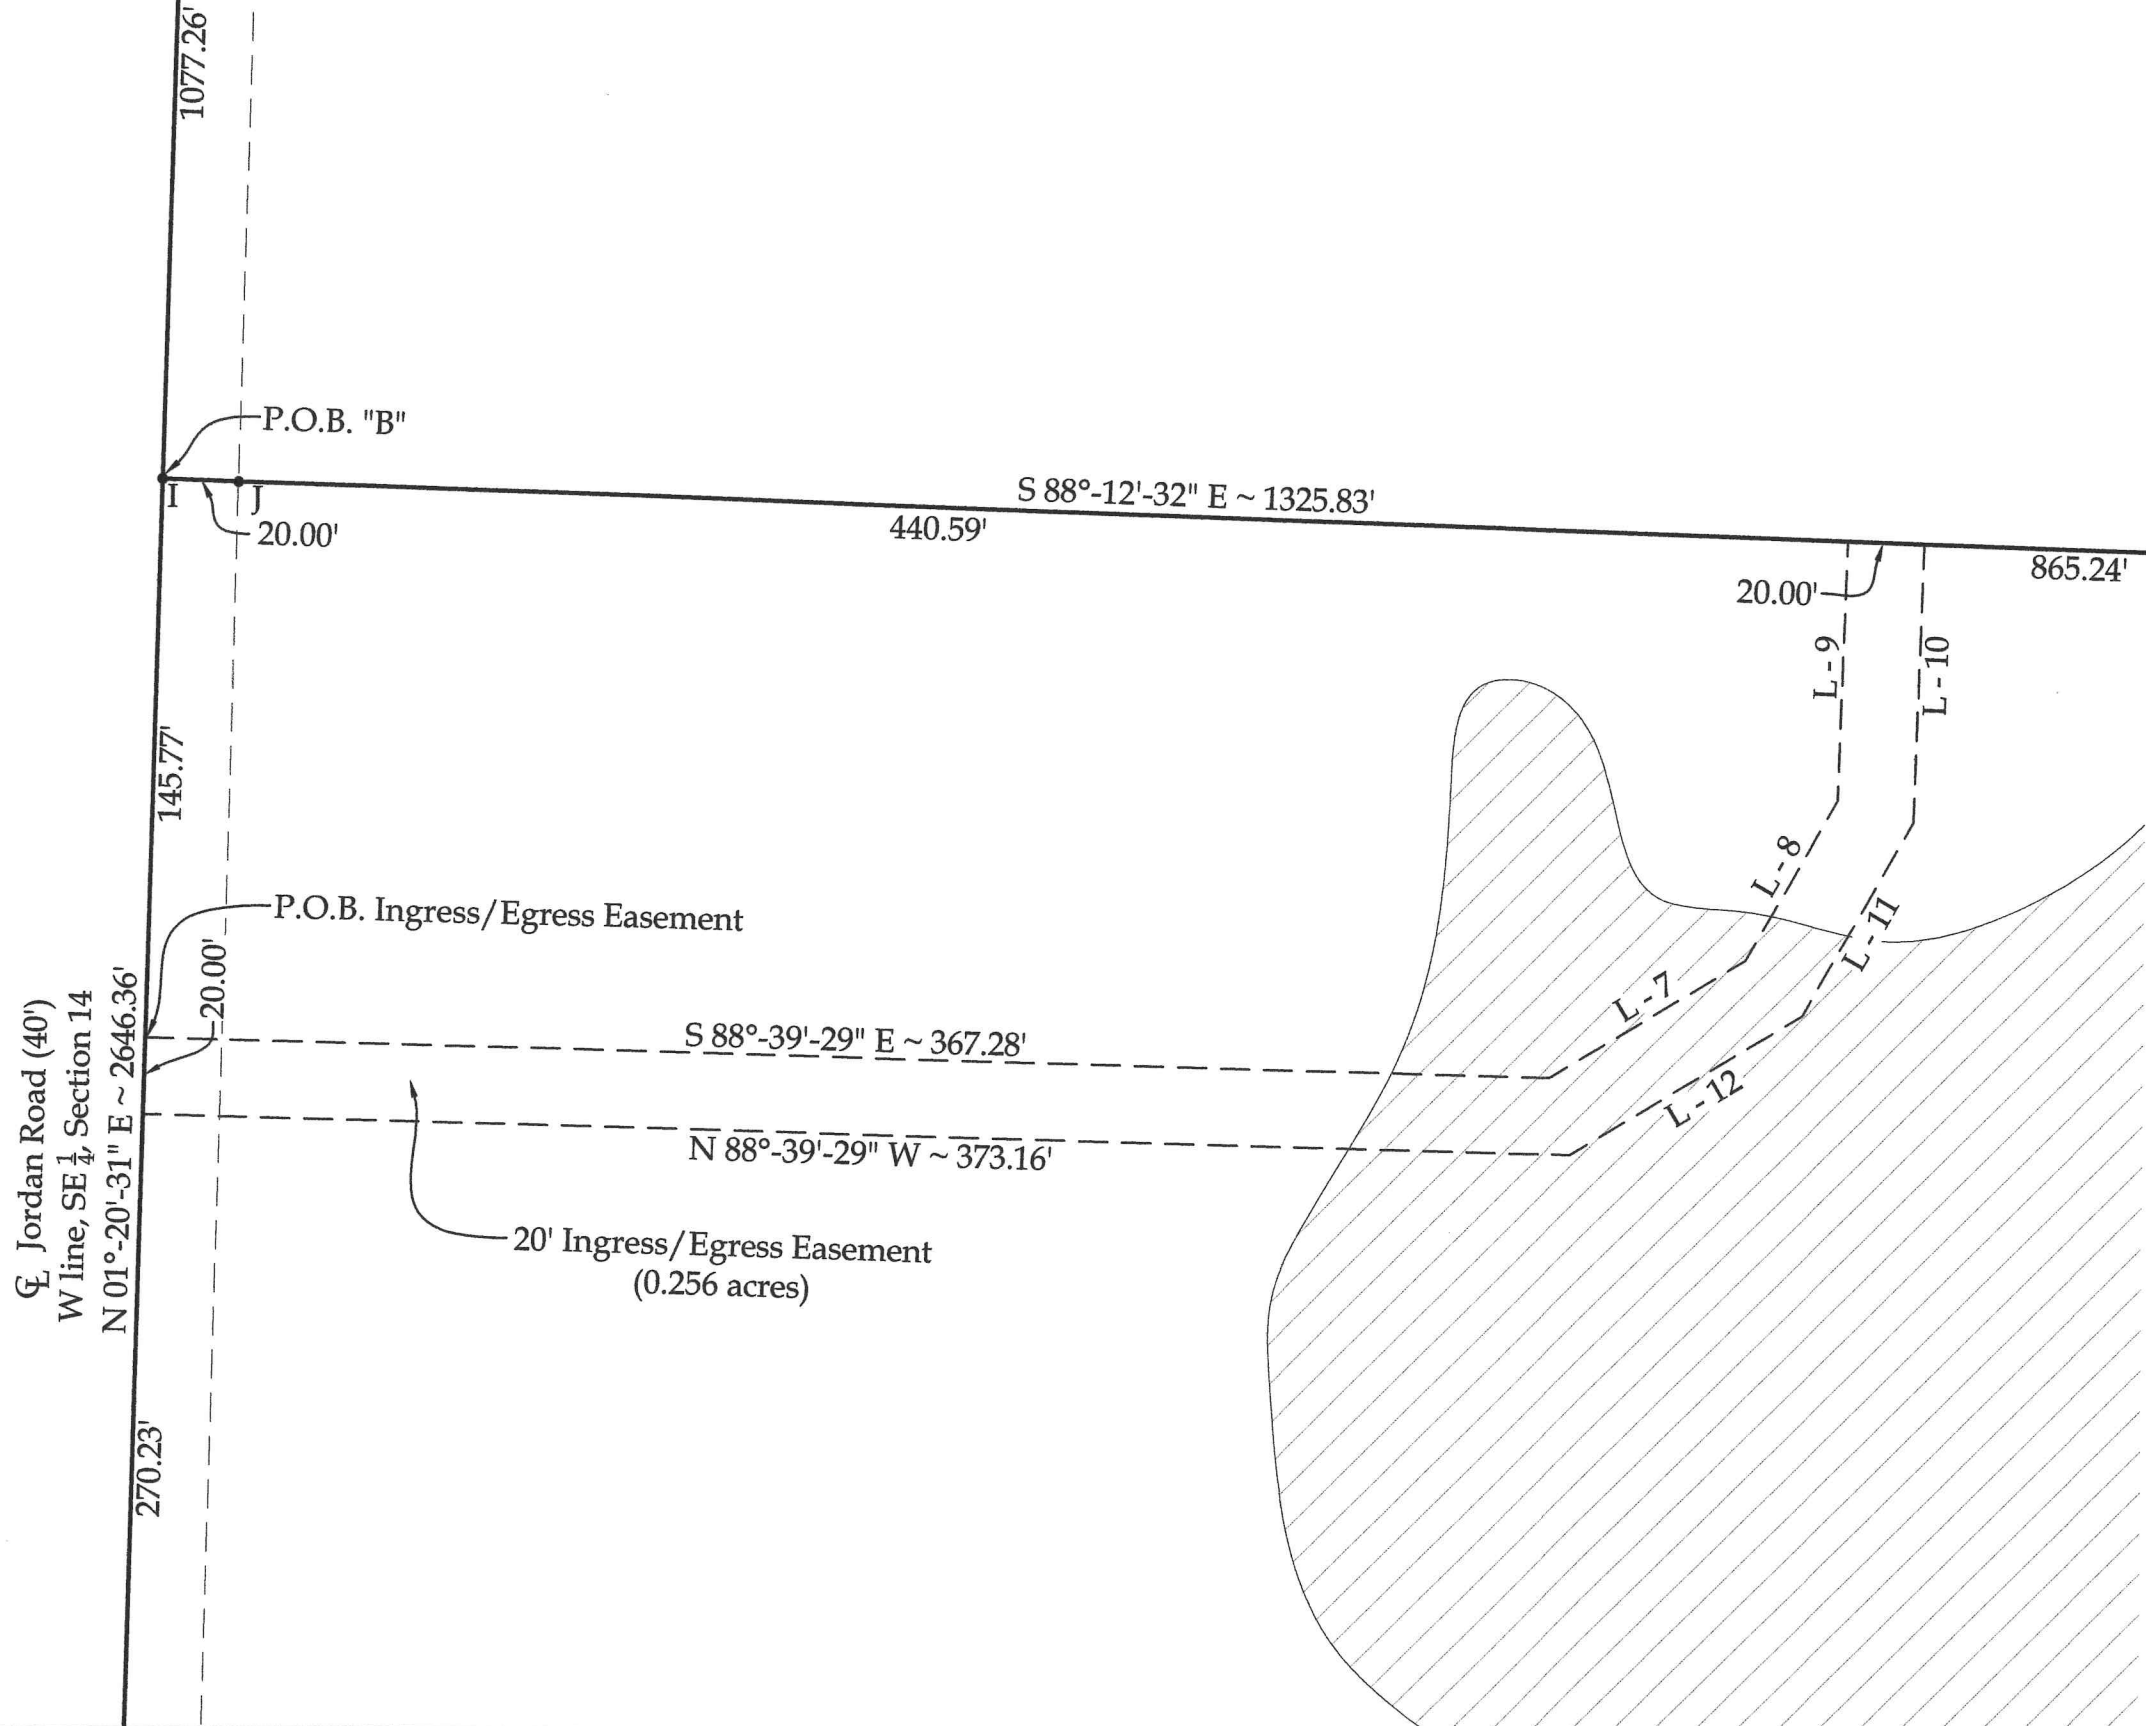 1077.26'
P.O.B. "B"
I
J
20.00'
S 88°-12'-32" E ~ 1325.83'
440.59'
20.00'
865.24'
L - 9
L - 10
145.77'
L - 8
P.O.B. Ingress/Egress Easement
L - 11
20.00'
L - 7
℄ Jordan Road (40')
W line, SE 1/4, Section 14
N 01°-20'-31" E ~ 2646.36'
S 88°-39'-29" E ~ 367.28'
L - 12
N 88°-39'-29" W ~ 373.16'
20' Ingress/Egress Easement
(0.256 acres)
270.23'